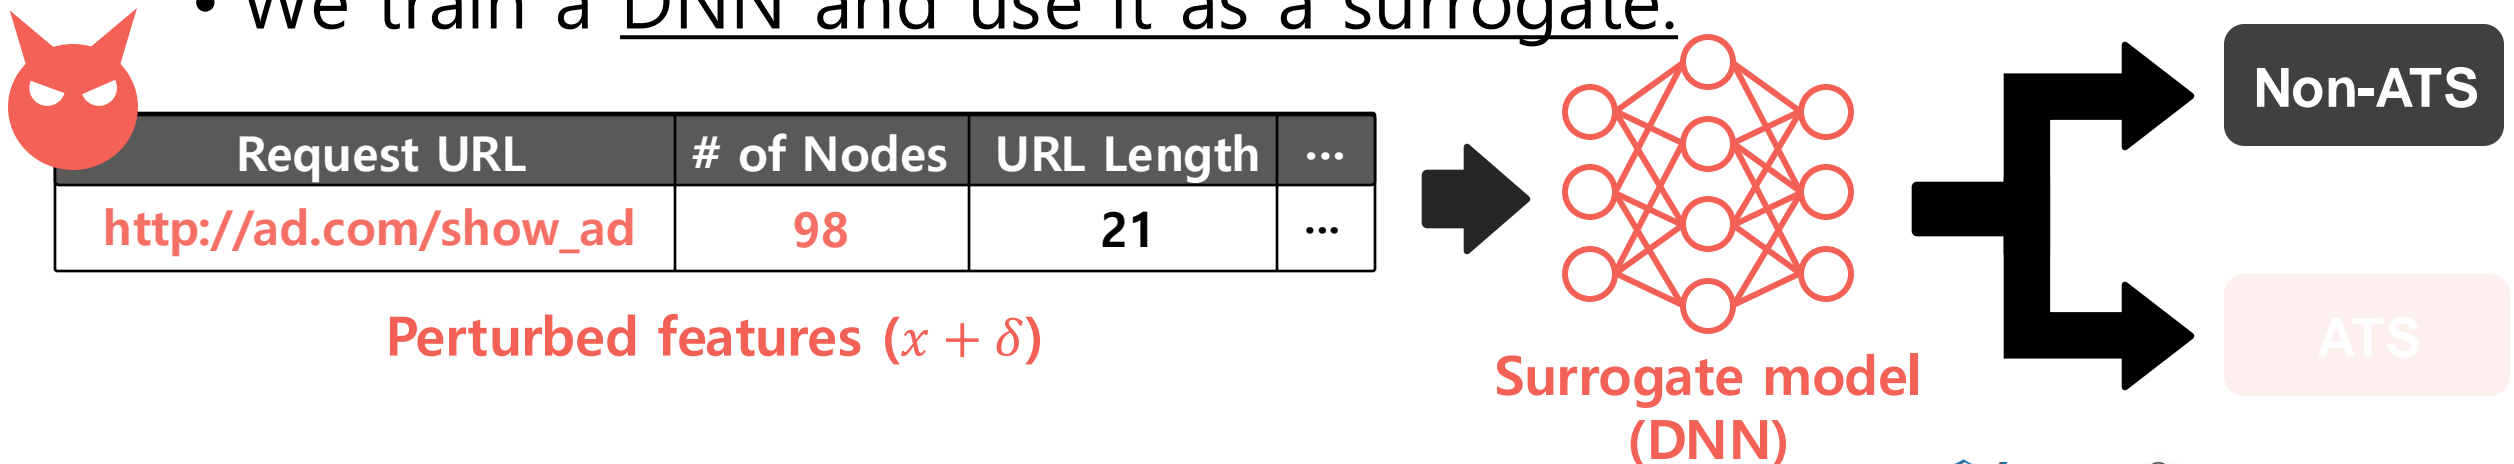 • We train a DNN and use it as a surrogate.
Request URL # of Nodes URL Length ...
http://ad.com/show_ad 98 21 ...
Perturbed features (x + δ)
Surrogate model
(DNN)
Non-ATS
ATS